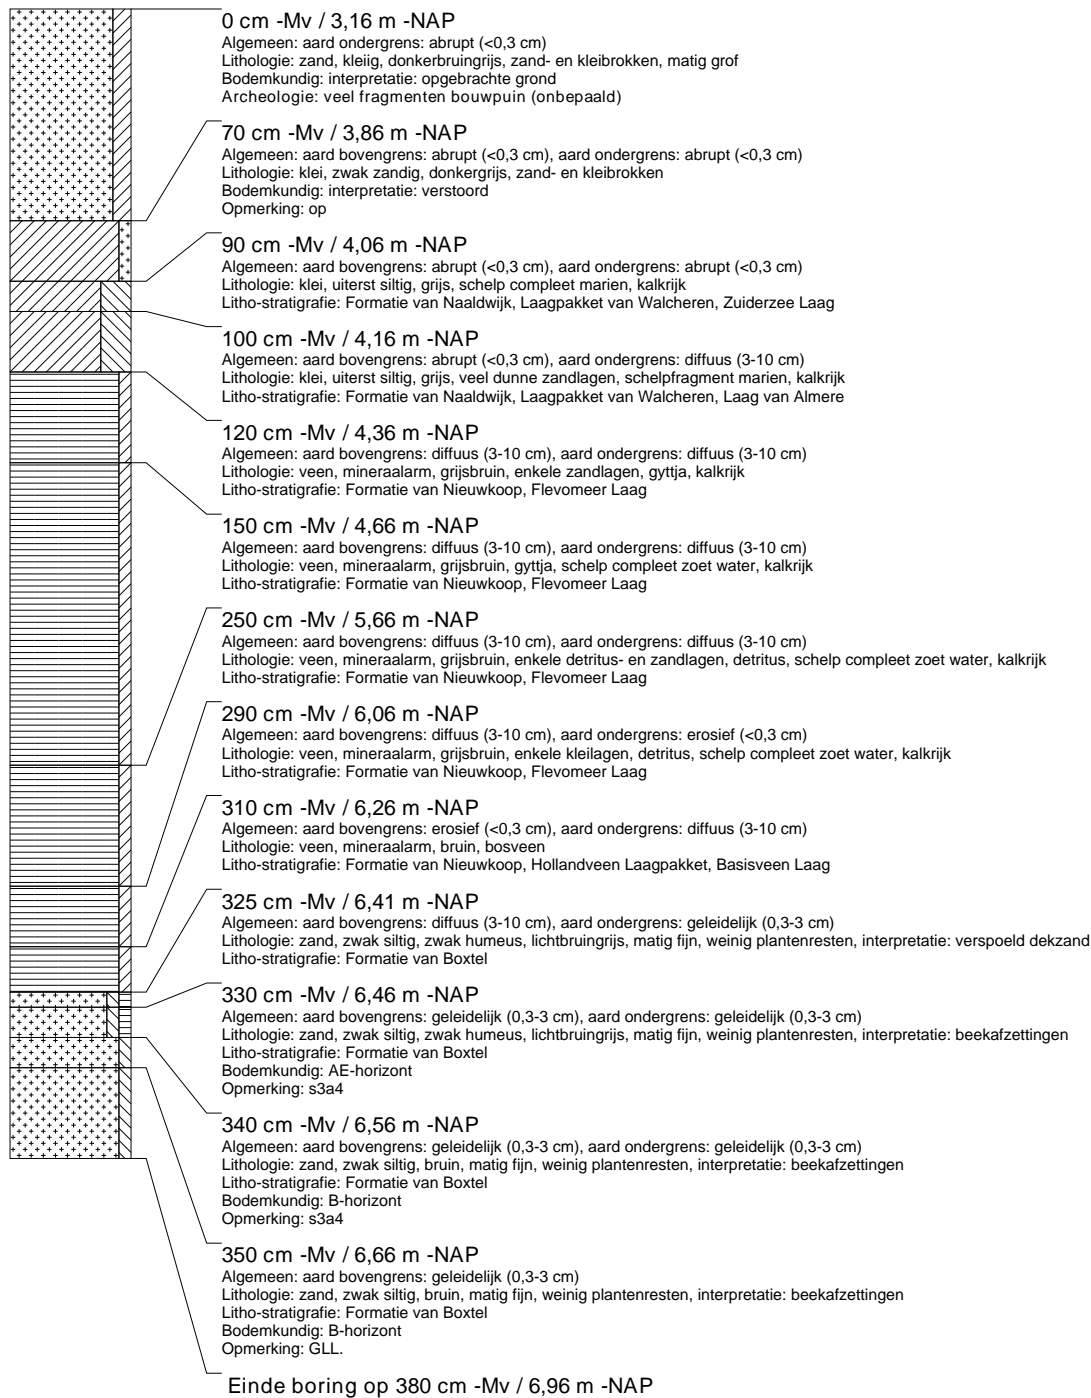 0 cm -Mv / 3,16 m -NAP
Algemeen: aard ondergrens: abrupt (<0,3 cm)
Lithologie: zand, kleiig, donkerbruingrijs, zand- en kleibrokken, matig grof
Bodemkundig: interpretatie: opgebrachte grond
Archeologie: veel fragmenten bouwpuin (onbepaald)
70 cm -Mv / 3,86 m -NAP
Algemeen: aard bovengrens: abrupt (<0,3 cm), aard ondergrens: abrupt (<0,3 cm)
Lithologie: klei, zwak zandig, donkergrijs, zand- en kleibrokken
Bodemkundig: interpretatie: verstoord
Opmerking: op
90 cm -Mv / 4,06 m -NAP
Algemeen: aard bovengrens: abrupt (<0,3 cm), aard ondergrens: abrupt (<0,3 cm)
Lithologie: klei, uiterst siltig, grijs, schelp compleet marien, kalkrijk
Litho-stratigrafie: Formatie van Naaldwijk, Laagpakket van Walcheren, Zuiderzee Laag
100 cm -Mv / 4,16 m -NAP
Algemeen: aard bovengrens: abrupt (<0,3 cm), aard ondergrens: diffuus (3-10 cm)
Lithologie: klei, uiterst siltig, grijs, veel dunne zandlagen, schelpfragment marien, kalkrijk
Litho-stratigrafie: Formatie van Naaldwijk, Laagpakket van Walcheren, Laag van Almere
120 cm -Mv / 4,36 m -NAP
Algemeen: aard bovengrens: diffuus (3-10 cm), aard ondergrens: diffuus (3-10 cm)
Lithologie: veen, mineraalarm, grijsbruin, enkele zandlagen, gyttja, kalkrijk
Litho-stratigrafie: Formatie van Nieuwkoop, Flevomeer Laag
150 cm -Mv / 4,66 m -NAP
Algemeen: aard bovengrens: diffuus (3-10 cm), aard ondergrens: diffuus (3-10 cm)
Lithologie: veen, mineraalarm, grijsbruin, gyttja, schelp compleet zoet water, kalkrijk
Litho-stratigrafie: Formatie van Nieuwkoop, Flevomeer Laag
250 cm -Mv / 5,66 m -NAP
Algemeen: aard bovengrens: diffuus (3-10 cm), aard ondergrens: diffuus (3-10 cm)
Lithologie: veen, mineraalarm, grijsbruin, enkele detritus- en zandlagen, detritus, schelp compleet zoet water, kalkrijk
Litho-stratigrafie: Formatie van Nieuwkoop, Flevomeer Laag
290 cm -Mv / 6,06 m -NAP
Algemeen: aard bovengrens: diffuus (3-10 cm), aard ondergrens: erosief (<0,3 cm)
Lithologie: veen, mineraalarm, grijsbruin, enkele kleilagen, detritus, schelp compleet zoet water, kalkrijk
Litho-stratigrafie: Formatie van Nieuwkoop, Flevomeer Laag
310 cm -Mv / 6,26 m -NAP
Algemeen: aard bovengrens: erosief (<0,3 cm), aard ondergrens: diffuus (3-10 cm)
Lithologie: veen, mineraalarm, bruin, bosveen
Litho-stratigrafie: Formatie van Nieuwkoop, Hollandveen Laagpakket, Basisveen Laag
325 cm -Mv / 6,41 m -NAP
Algemeen: aard bovengrens: diffuus (3-10 cm), aard ondergrens: geleidelijk (0,3-3 cm)
Lithologie: zand, zwak siltig, zwak humeus, lichtbruingrijs, matig fijn, weinig plantenresten, interpretatie: verspoeld dekzand
Litho-stratigrafie: Formatie van Boxtel
330 cm -Mv / 6,46 m -NAP
Algemeen: aard bovengrens: geleidelijk (0,3-3 cm), aard ondergrens: geleidelijk (0,3-3 cm)
Lithologie: zand, zwak siltig, zwak humeus, lichtbruingrijs, matig fijn, weinig plantenresten, interpretatie: beekafzettingen
Litho-stratigrafie: Formatie van Boxtel
Bodemkundig: AE-horizont
Opmerking: s3a4
340 cm -Mv / 6,56 m -NAP
Algemeen: aard bovengrens: geleidelijk (0,3-3 cm), aard ondergrens: geleidelijk (0,3-3 cm)
Lithologie: zand, zwak siltig, bruin, matig fijn, weinig plantenresten, interpretatie: beekafzettingen
Litho-stratigrafie: Formatie van Boxtel
Bodemkundig: B-horizont
Opmerking: s3a4
350 cm -Mv / 6,66 m -NAP
Algemeen: aard bovengrens: geleidelijk (0,3-3 cm)
Lithologie: zand, zwak siltig, bruin, matig fijn, weinig plantenresten, interpretatie: beekafzettingen
Litho-stratigrafie: Formatie van Boxtel
Bodemkundig: B-horizont
Opmerking: GLL.
Einde boring op 380 cm -Mv / 6,96 m -NAP